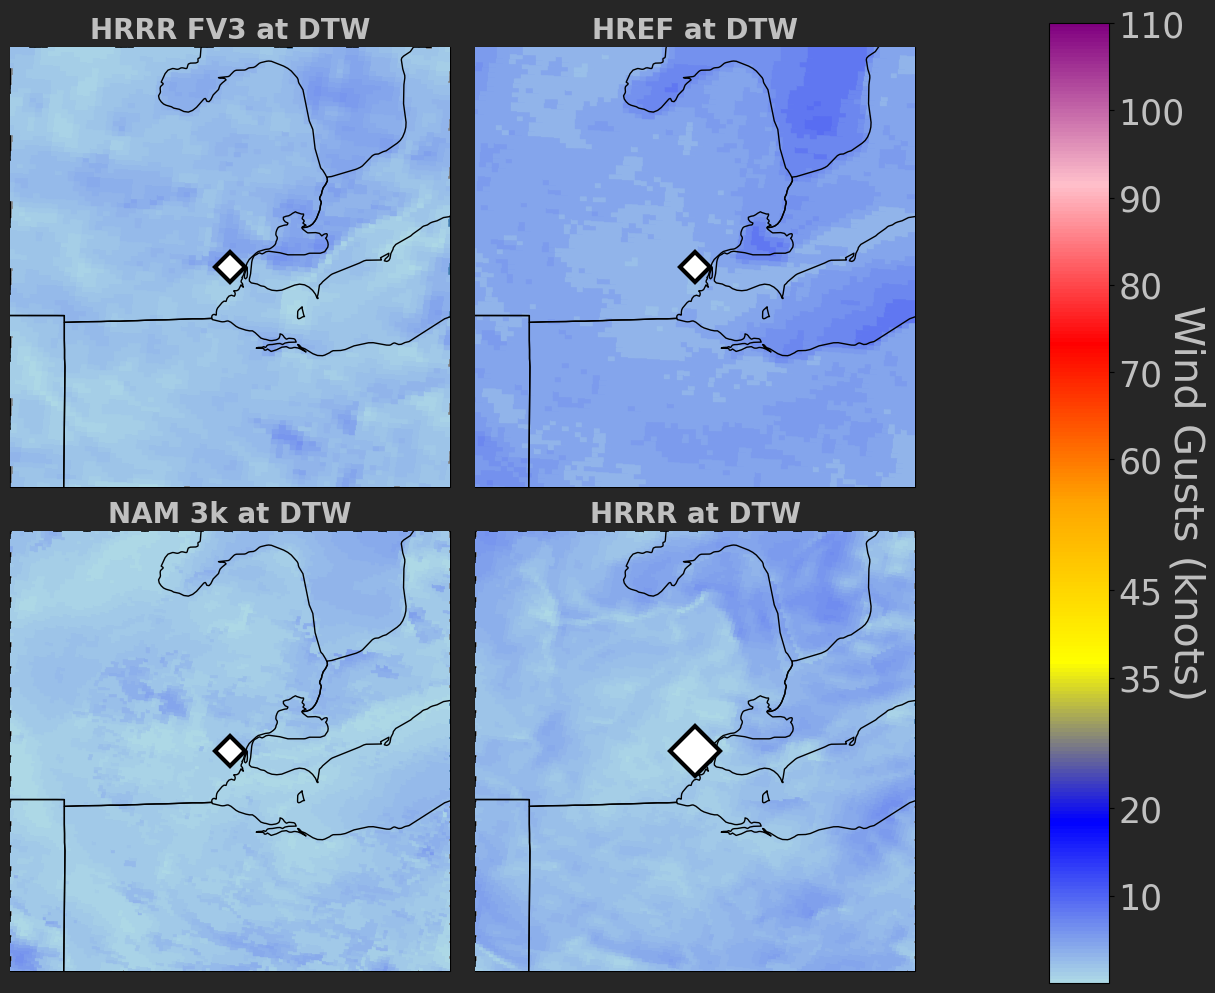 HRRR FV3 at DTW
HREF at DTW
NAM 3k at DTW
HRRR at DTW
110
100
90
80
70
60
45
35
20
10
Wind Gusts (knots)